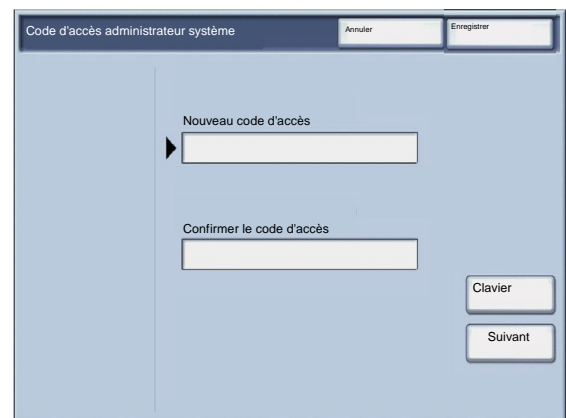 Code d'accès administrateur système
Annuler
Enregistrer
Nouveau code d'accès
Confirmer le code d'accès
Clavier
Suivant